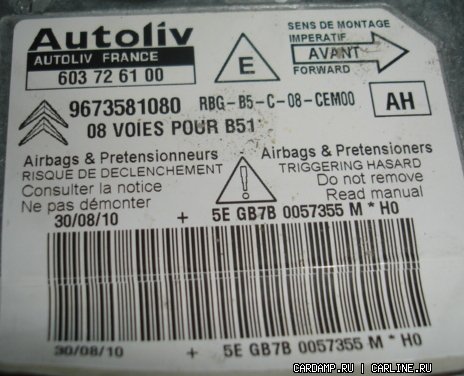 Autoliv
AUTOLIV FRANCE
603 72 61 00
E
SENS DE MONTAGE
IMPERATIF
AVANT
FORWARD
9673581080 RBG-B5-C-08-CEM00
AH
08 VOIES POUR B51
Airbags & Pretensionneurs
RISQUE DE DECLENCHEMENT
Consulter la notice
Ne pas démonter
Airbags & Pretensioners
TRIGGERING HASARD
Do not remove
Read manual
30/08/10 + 5E GB7B 0057355 M * H0
30/08/10 + 5E GB7B 0057355 M * H0
CARDAMP.RU | CARLINE.RU